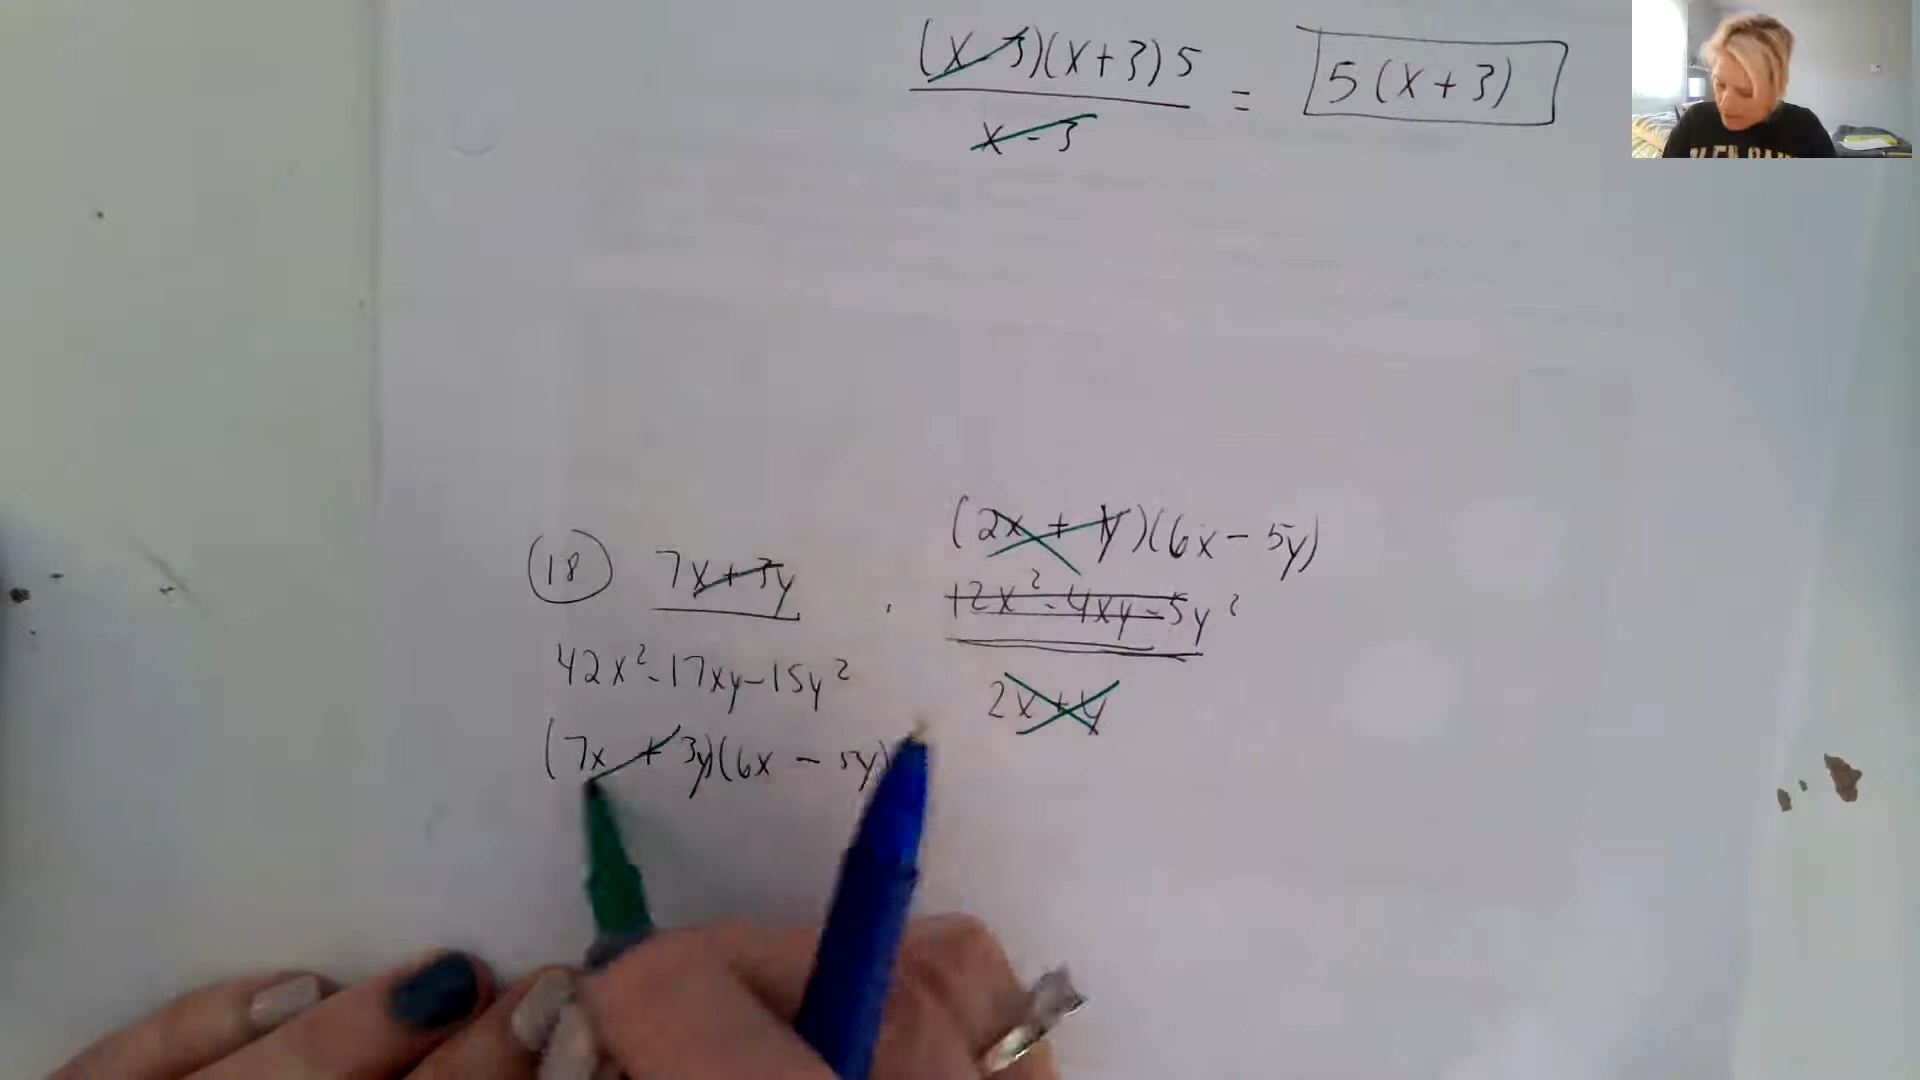 (x-3)(x+3)5
= 5(x+3)
x-3
(2x+y)(6x-5y)
18 7x+3y · 12x²-4xy-5y²
42x²-17xy-15y² 2x+y
(7x+3y)(6x-5y)